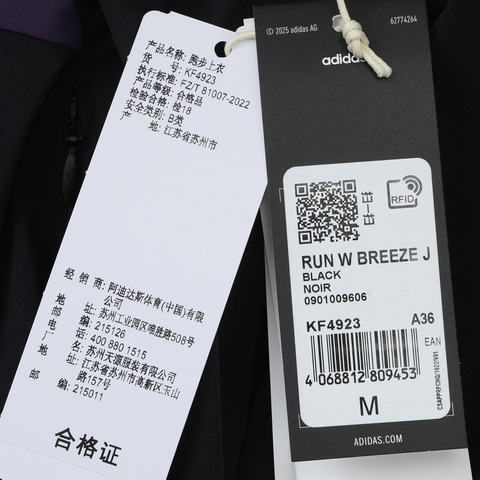 产品名称: 跑步上衣
货 号: KF4923
执行标准: FZ/T 81007-2022
产品等级: 合格品
检验合格: 检18
安全类别: B类
产 地: 江苏省苏州市
经 销 商: 阿迪达斯体育(中国)有限
公司
地 址: 苏州工业园区唯胜路508号
邮 编: 215126
电 话: 400 880 1515
厂 名: 苏州天源服装有限公司
地 址: 江苏省苏州市高新区玉山
路157号
邮 编: 215011
合格证
© 2025 adidas AG
62774264
adidas
RFID
RUN W BREEZE J
BLACK
NOIR
0901009606
KF4923 A36
EAN
4 068812 809453
M
ADIDAS.COM